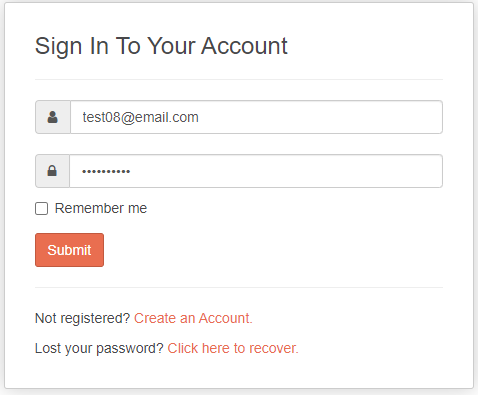 Sign In To Your Account
test08@email.com
••••••••••
Remember me
Submit
Not registered? Create an Account.
Lost your password? Click here to recover.